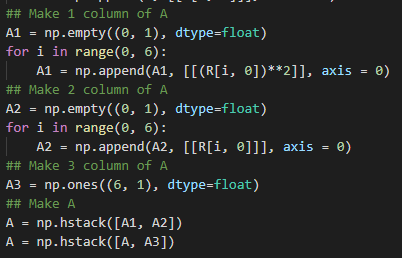 ## Make 1 column of A
A1 = np.empty((0, 1), dtype=float)
for i in range(0, 6):
    A1 = np.append(A1, [[(R[i, 0])**2]], axis = 0)
## Make 2 column of A
A2 = np.empty((0, 1), dtype=float)
for i in range(0, 6):
    A2 = np.append(A2, [[R[i, 0]]], axis = 0)
## Make 3 column of A
A3 = np.ones((6, 1), dtype=float)
## Make A
A = np.hstack([A1, A2])
A = np.hstack([A, A3])